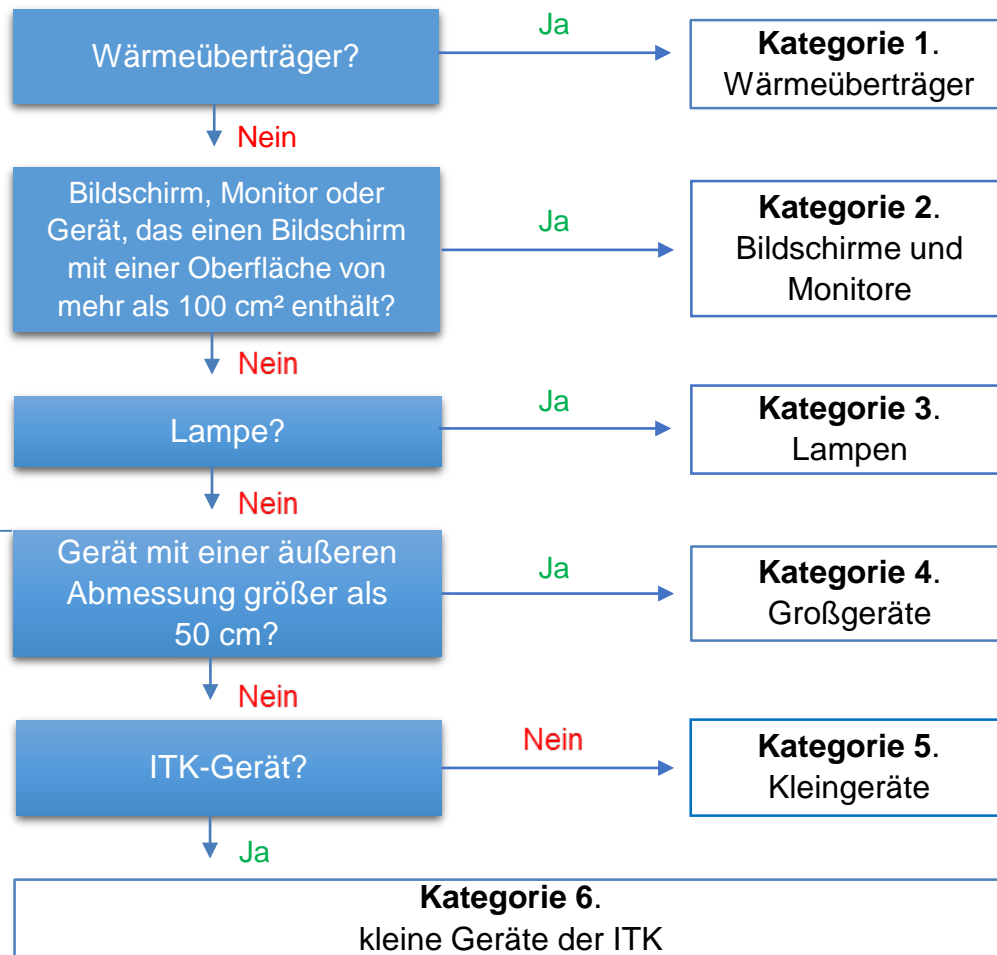 Wärmeüberträger?
Ja
Kategorie 1.
Wärmeüberträger
Nein
Bildschirm, Monitor oder
Gerät, das einen Bildschirm
mit einer Oberfläche von
mehr als 100 cm² enthält?
Ja
Kategorie 2.
Bildschirme und
Monitore
Nein
Lampe?
Ja
Kategorie 3.
Lampen
Nein
Gerät mit einer äußeren
Abmessung größer als
50 cm?
Ja
Kategorie 4.
Großgeräte
Nein
ITK-Gerät?
Nein
Kategorie 5.
Kleingeräte
Ja
Kategorie 6.
kleine Geräte der ITK